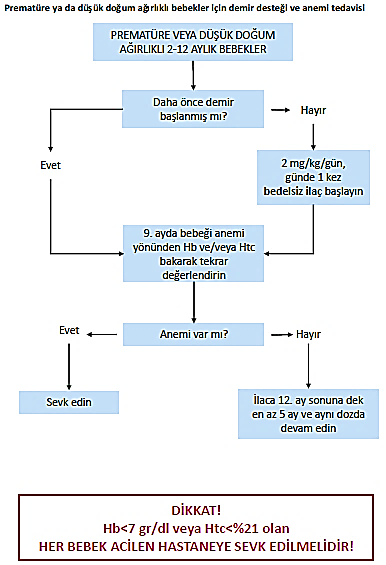 Prematüre ya da düşük doğum ağırlıklı bebekler için demir desteği ve anemi tedavisi
PREMATÜRE VEYA DÜŞÜK DOĞUM
AĞIRLIKLI 2-12 AYLIK BEBEKLER
Daha önce demir
başlanmış mı?
Hayır
Evet
2 mg/kg/gün,
günde 1 kez
bedelsiz ilaç başlayın
9. ayda bebeği anemi
yönünden Hb ve/veya Htc
bakarak tekrar
değerlendirin
Evet
Anemi var mı?
Hayır
Sevk edin
İlaca 12. ay sonuna dek
en az 5 ay ve aynı dozda
devam edin
DİKKAT!
Hb<7 gr/dl veya Htc<%21 olan
HER BEBEK ACİLEN HASTANEYE SEVK EDİLMELİDİR!